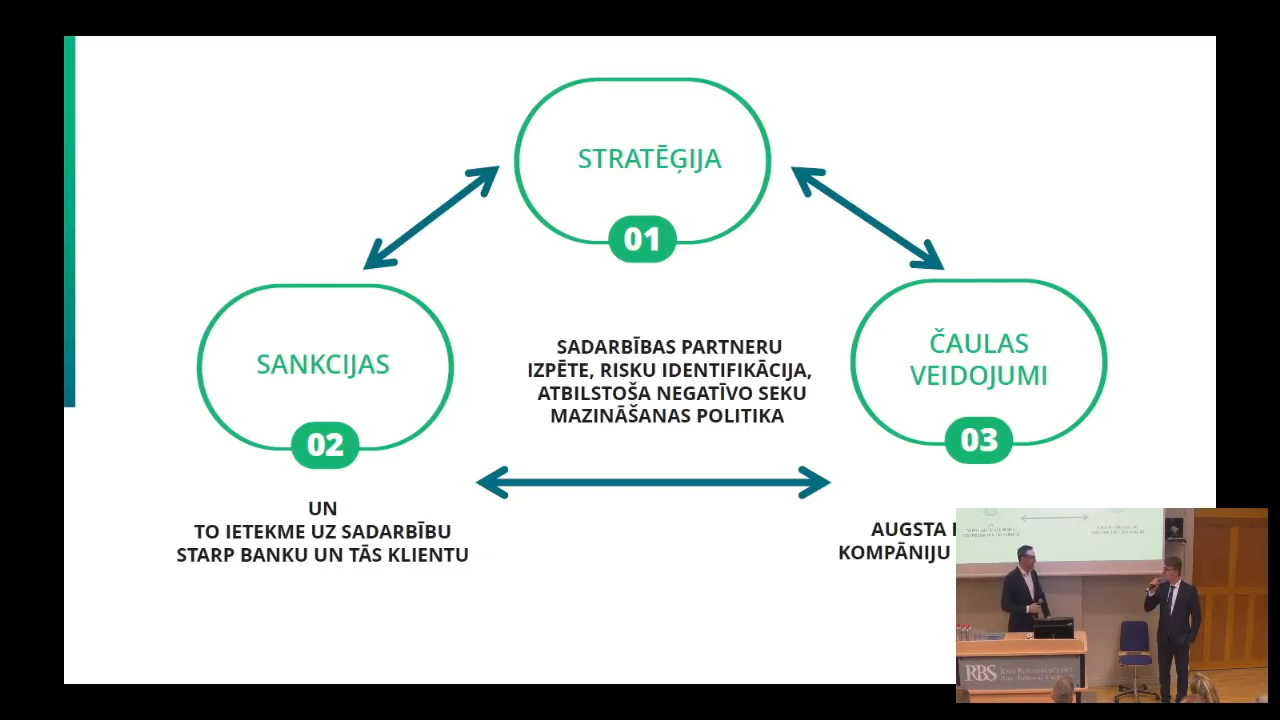 STRATĒĢIJA
01
SANKCIJAS
02
SADARBĪBAS PARTNERU
IZPĒTE, RISKU IDENTIFIKĀCIJA,
ATBILSTOŠA NEGATĪVO SEKU
MAZINĀŠANAS POLITIKA
ČAULAS
VEIDOJUMI
03
UN
TO IETEKME UZ SADARBĪBU
STARP BANKU UN TĀS KLIENTU
AUGSTA
KOMPĀNIJU
RBS